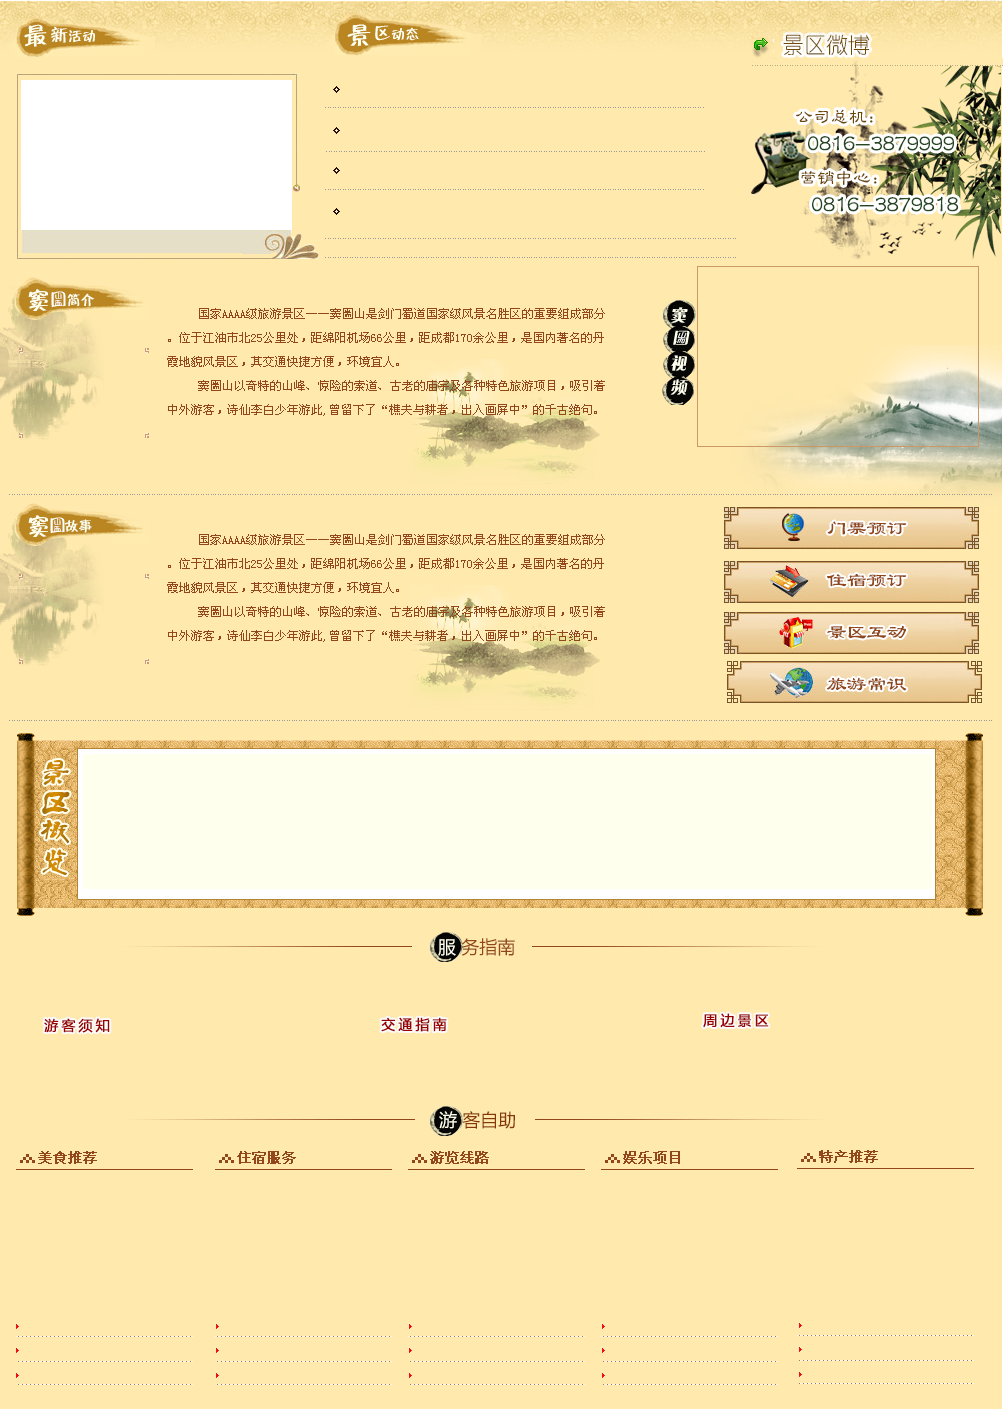 最新活动
景区动态
景区微博
公司总机：
0816-3879999
营销中心：
0816-3879818
窦圌简介
国家AAAA级旅游景区一一窦圌山是剑门蜀道国家级风景名胜区的重要组成部分
。位于江油市北25公里处，距绵阳机场66公里，距成都170余公里，是国内著名的丹
霞地貌风景区，其交通快捷方便，环境宜人。
窦圌山以奇特的山峰、惊险的索道、古老的庙宇及各种特色旅游项目，吸引着
中外游客，诗仙李白少年游此,曾留下了“樵夫与耕者，出入画屏中”的千古绝句。
窦圌视频
窦圌故事
国家AAAA级旅游景区一一窦圌山是剑门蜀道国家级风景名胜区的重要组成部分
。位于江油市北25公里处，距绵阳机场66公里，距成都170余公里，是国内著名的丹
霞地貌风景区，其交通快捷方便，环境宜人。
窦圌山以奇特的山峰、惊险的索道、古老的庙宇及各种特色旅游项目，吸引着
中外游客，诗仙李白少年游此,曾留下了“樵夫与耕者，出入画屏中”的千古绝句。
门票预订
住宿预订
景区互动
旅游常识
景区概览
服务指南
游客须知
交通指南
周边景区
游客自助
美食推荐
住宿服务
游览线路
娱乐项目
特产推荐